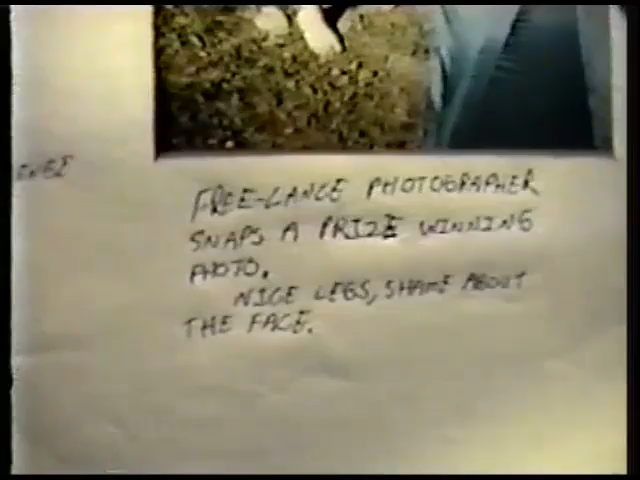 FREE-LANCE PHOTOGRAPHER
SNAPS A PRIZE WINNING
PHOTO.
NICE LEGS, SHAME ABOUT
THE FACE.